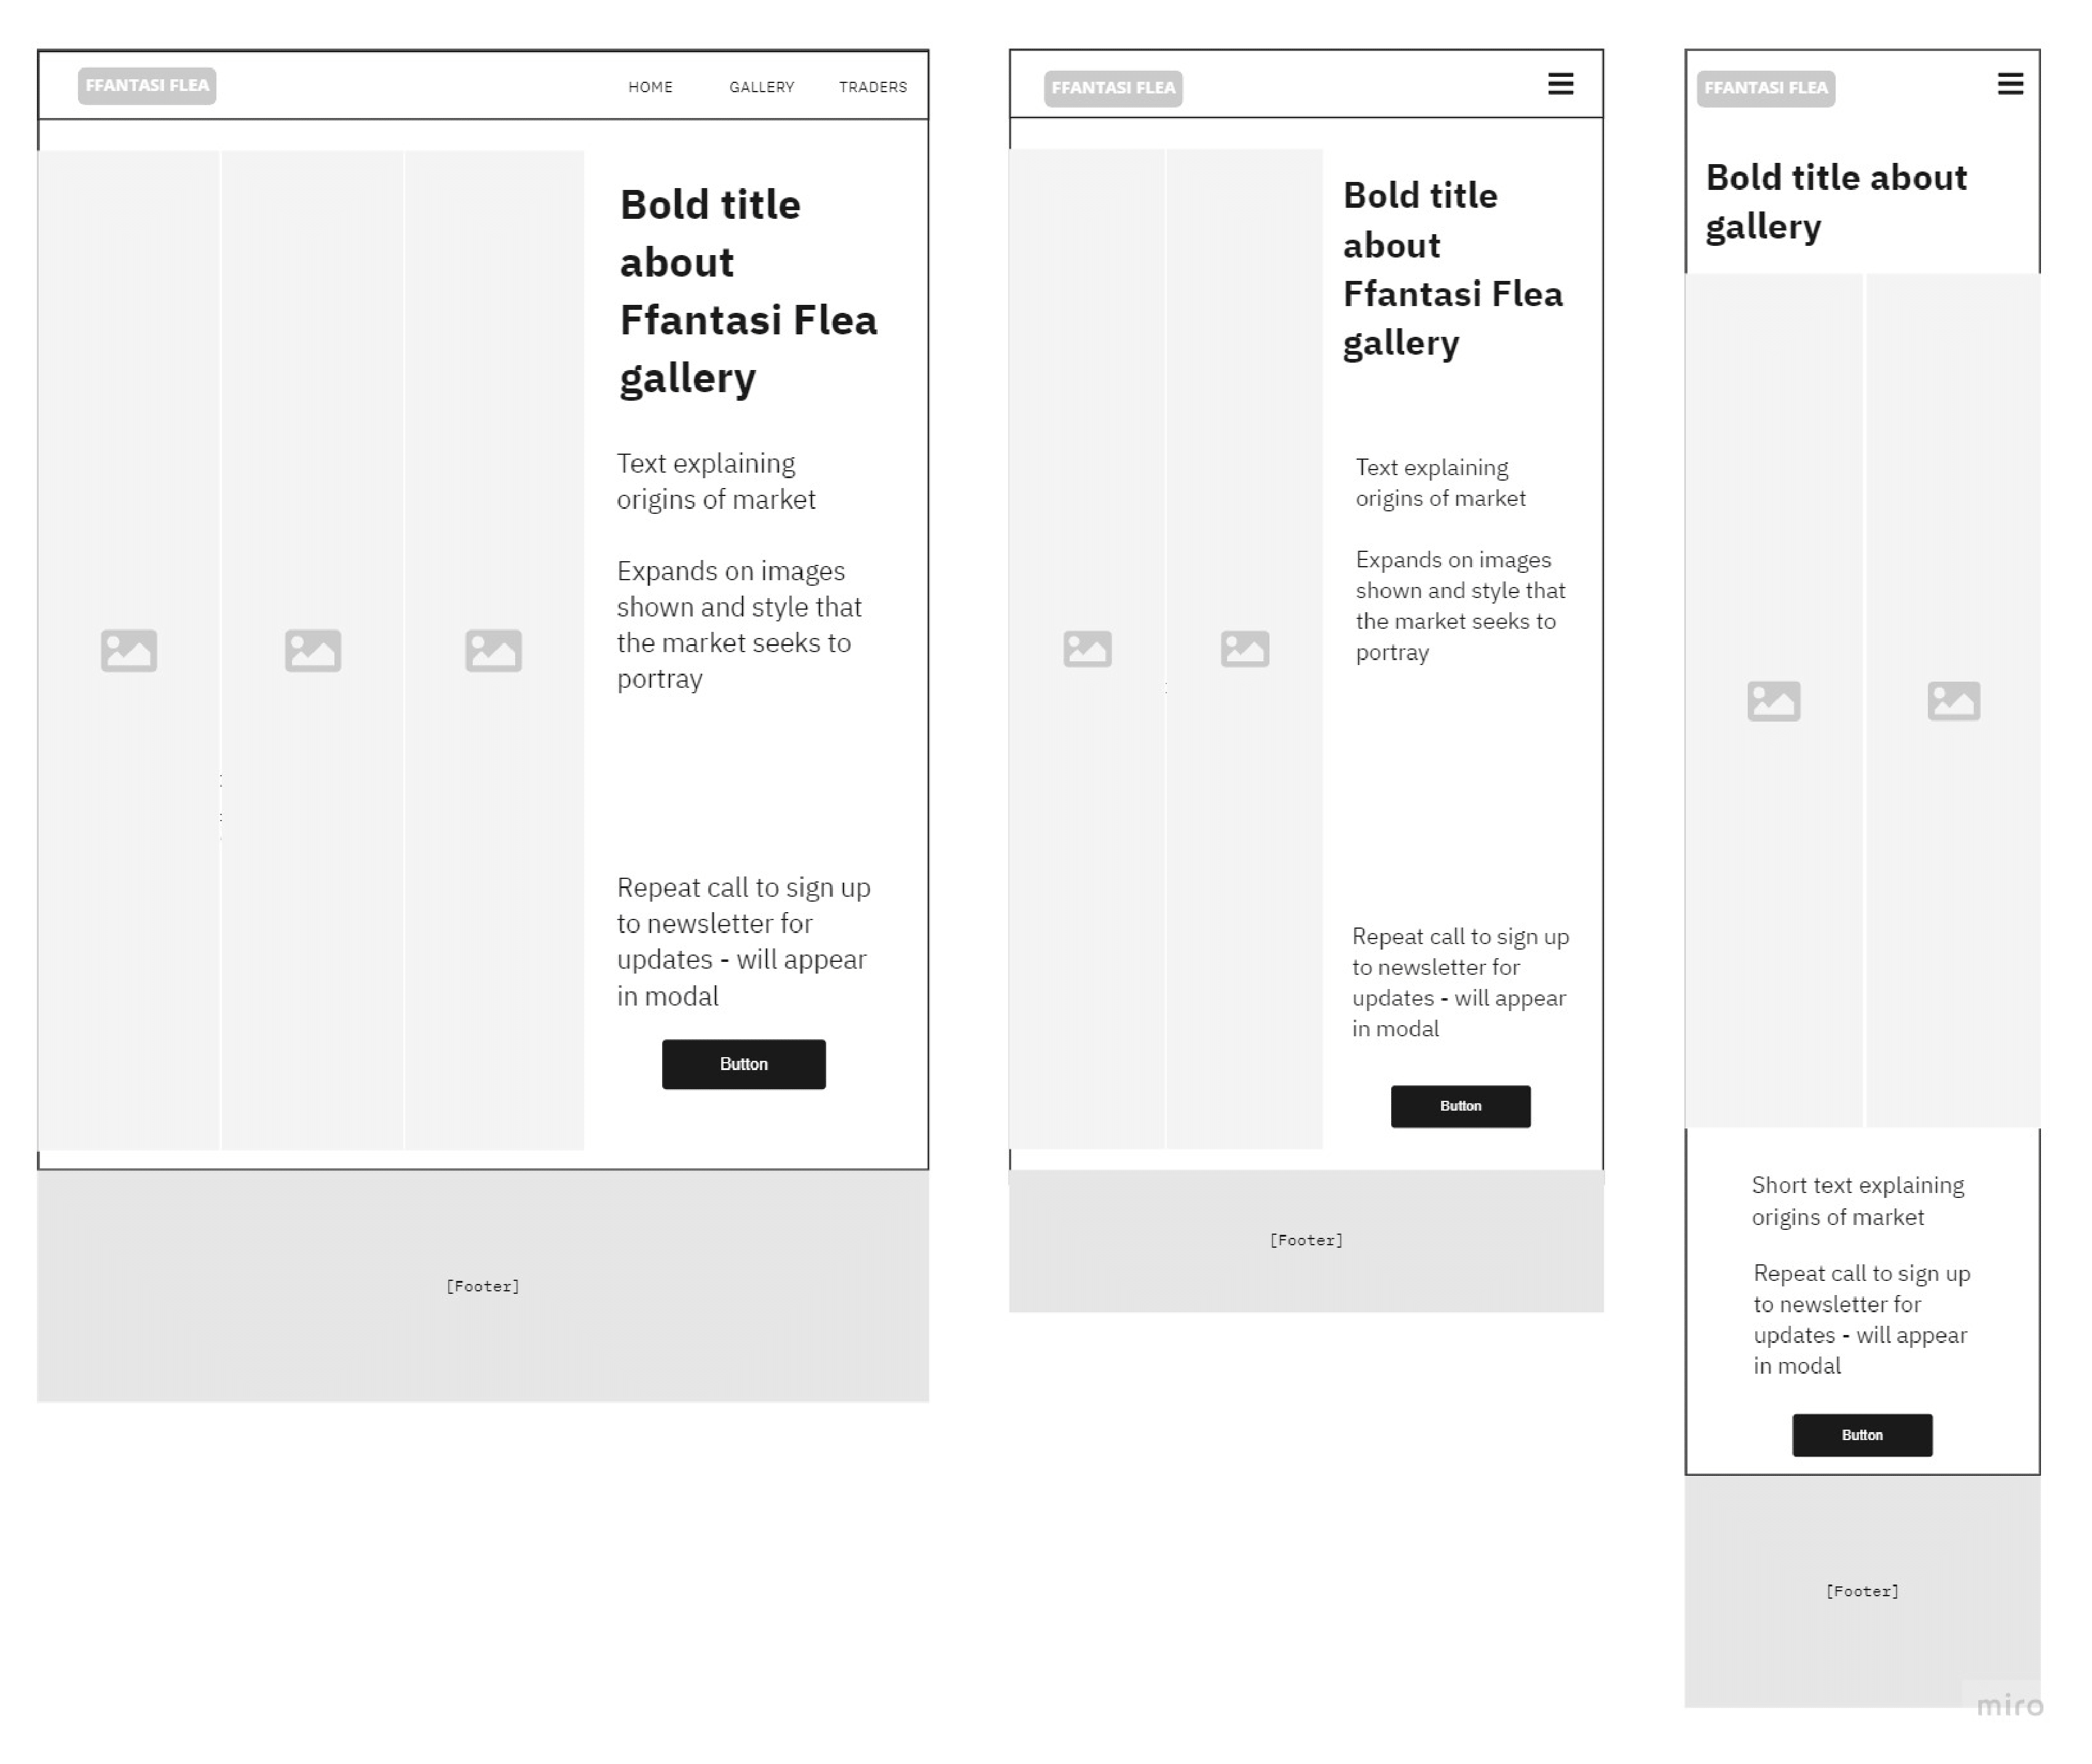 FFANTASI FLEA
HOME GALLERY TRADERS
Bold title
about
Ffantasi Flea
gallery
Text explaining
origins of market
Expands on images
shown and style that
the market seeks to
portray
Repeat call to sign up
to newsletter for
updates - will appear
in modal
Button
[Footer]
FFANTASI FLEA
Bold title
about
Ffantasi Flea
gallery
Text explaining
origins of market
Expands on images
shown and style that
the market seeks to
portray
Repeat call to sign up
to newsletter for
updates - will appear
in modal
Button
[Footer]
FFANTASI FLEA
Bold title about
gallery
Short text explaining
origins of market
Repeat call to sign up
to newsletter for
updates - will appear
in modal
Button
[Footer]
miro